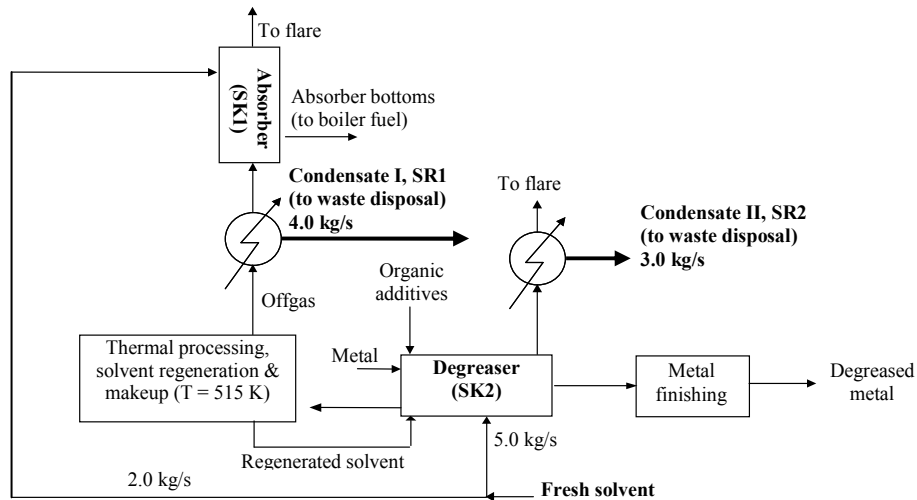 To flare
Absorber
(SK1)
Absorber bottoms
(to boiler fuel)
Condensate I, SR1
(to waste disposal)
4.0 kg/s
To flare
Condensate II, SR2
(to waste disposal)
3.0 kg/s
Offgas
Organic
additives
Thermal processing,
solvent regeneration &
makeup (T = 515 K)
Metal
Degreaser
(SK2)
Metal
finishing
Degreased
metal
5.0 kg/s
Regenerated solvent
2.0 kg/s
Fresh solvent